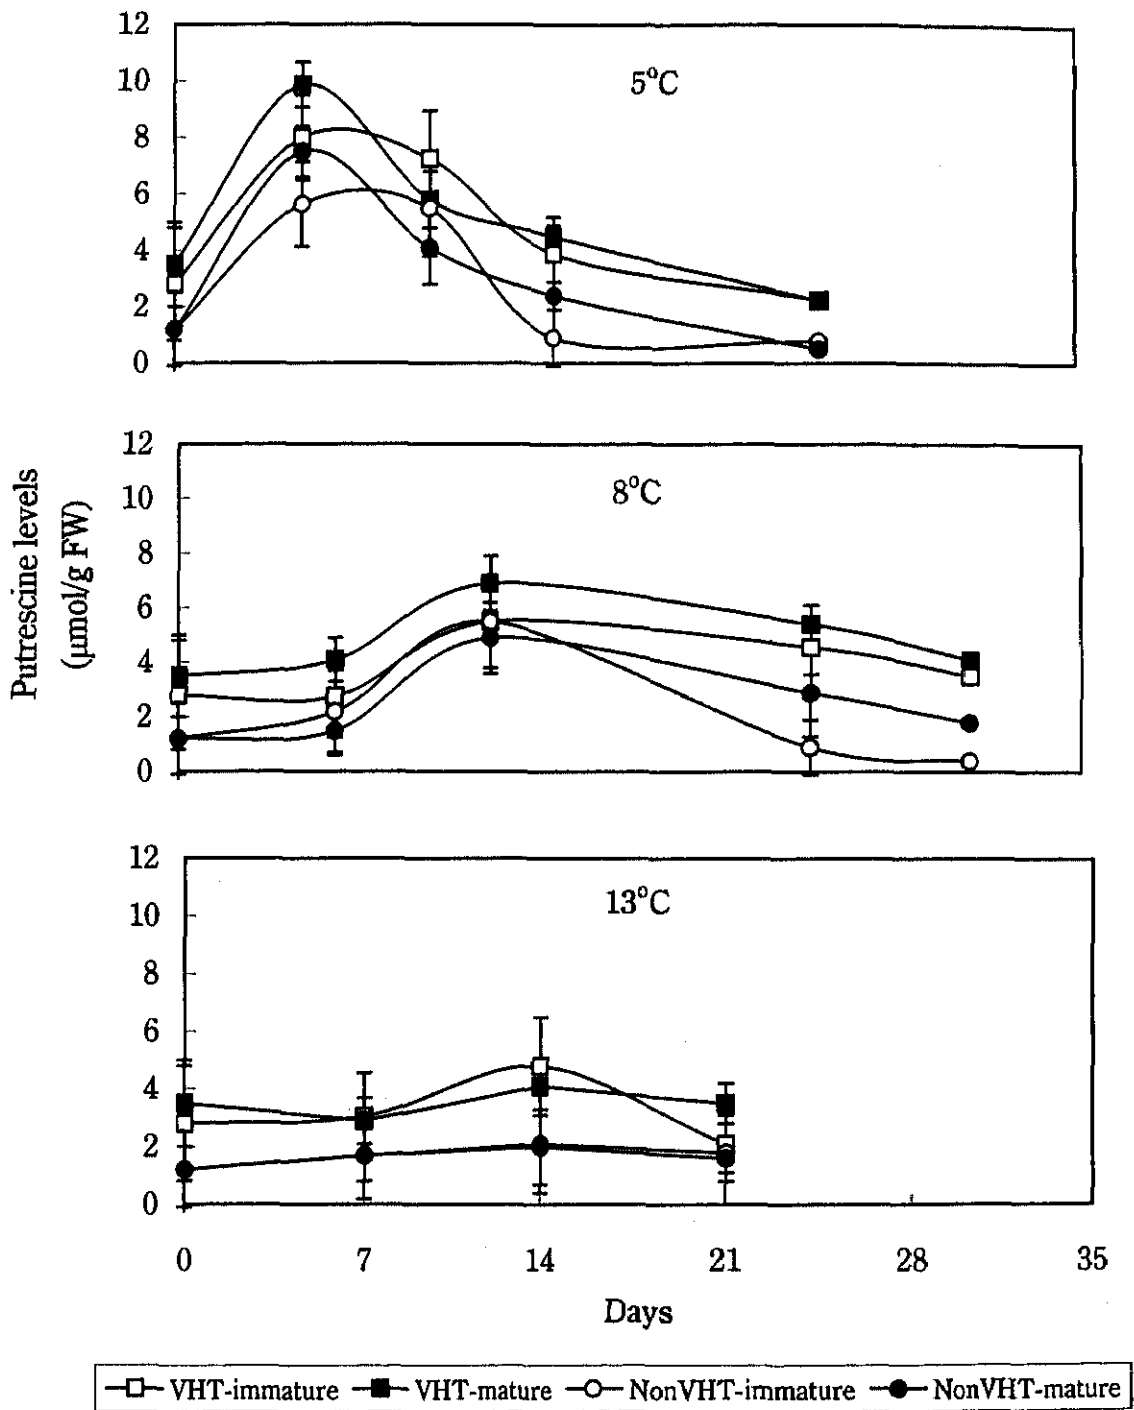 12
10
8
6
4
2
0
5°C
12
10
8
6
4
2
0
8°C
Putrescine levels
(μmol/g FW)
12
10
8
6
4
2
0
13°C
0 7 14 21 28 35
Days
VHT-immature VHT-mature NonVHT-immature NonVHT-mature